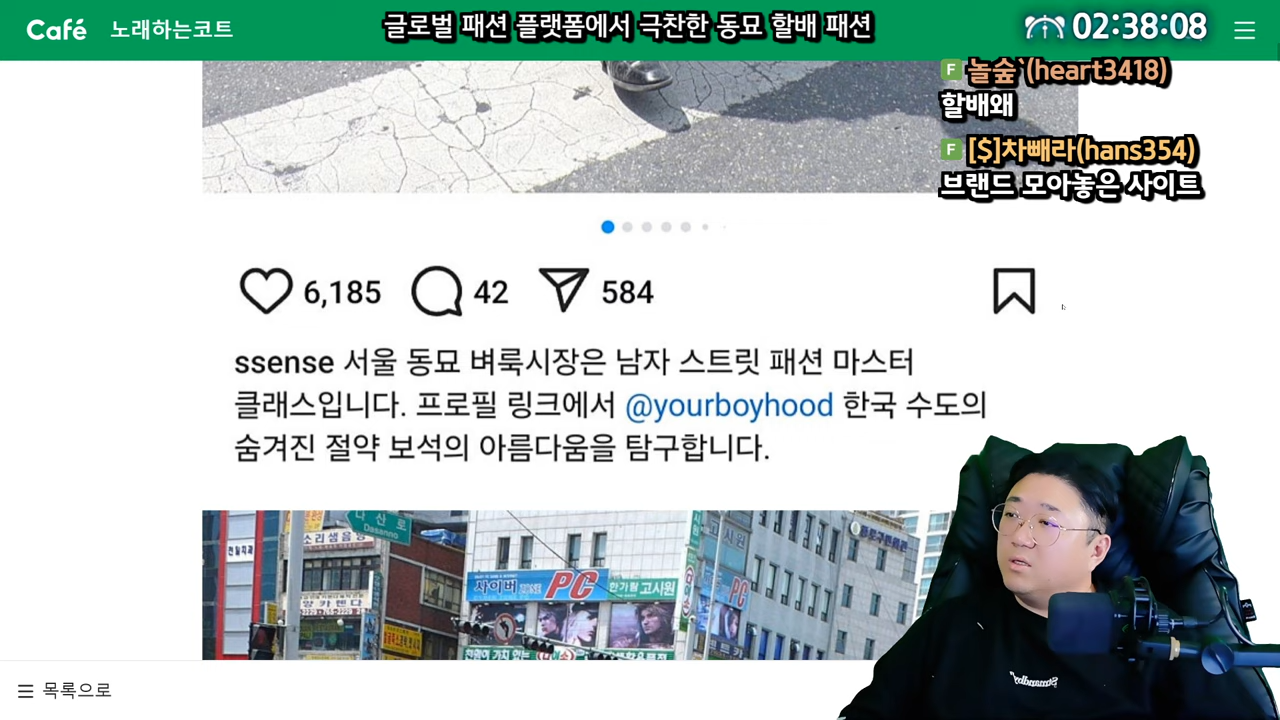 Café 노래하는코트
글로벌 패션 플랫폼에서 극찬한 동묘 할배 패션
02:38:08
F 놀숲`(heart3418)
할배왜
F [$]차빼라(hans354)
브랜드 모아놓은 사이트
6,185 42 584
ssense 서울 동묘 벼룩시장은 남자 스트릿 패션 마스터
클래스입니다. 프로필 링크에서 @yourboyhood 한국 수도의
숨겨진 절약 보석의 아름다움을 탐구합니다.
다산로
Dasanno
사이버 ZONE PC
한가람 고시원
고시원
PC
목록으로